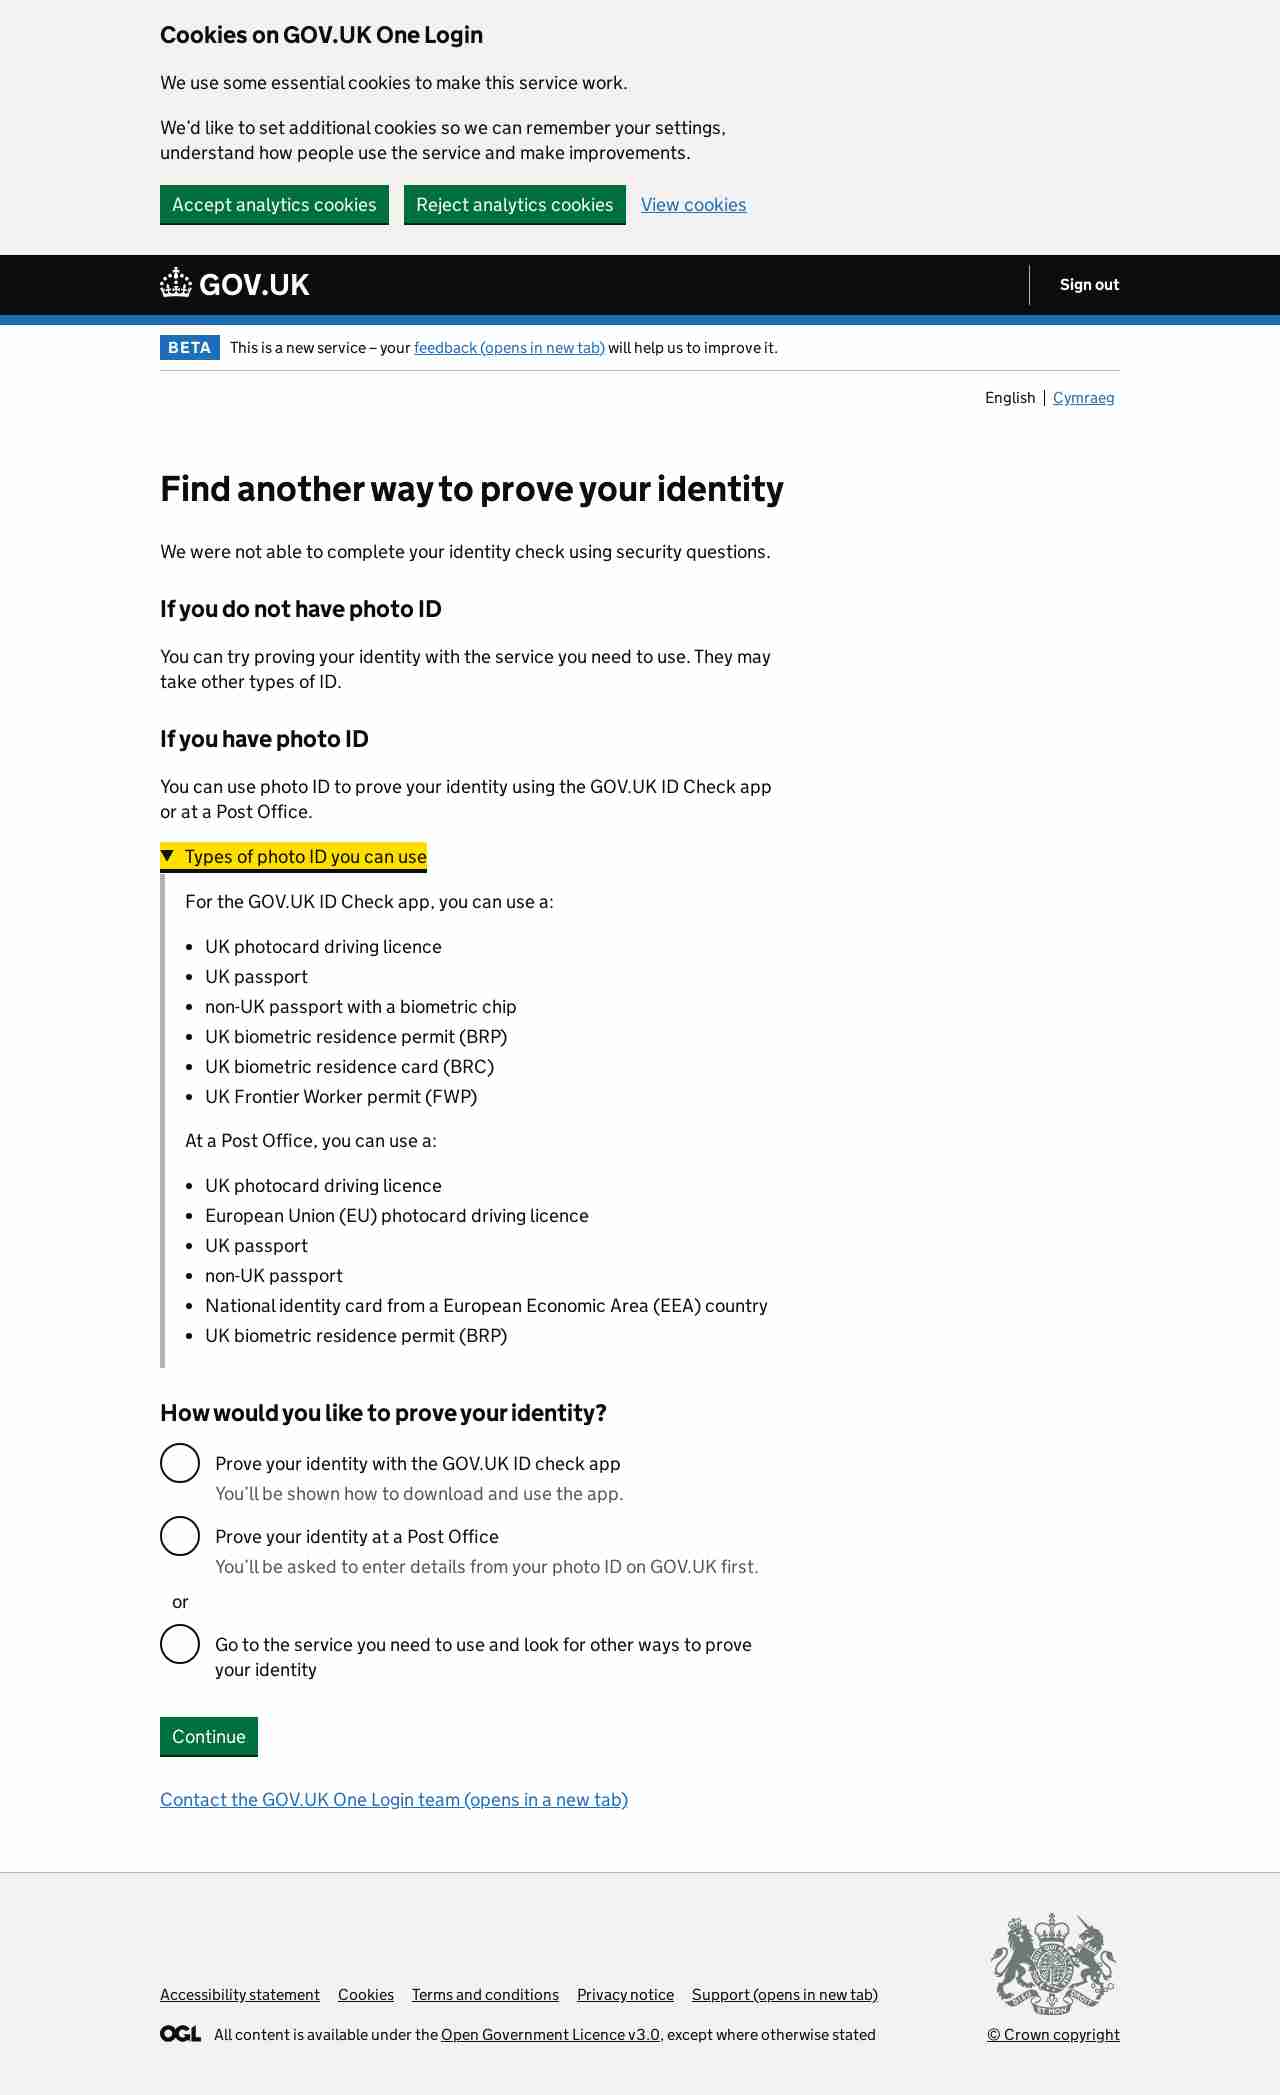 Cookies on GOV.UK One Login
We use some essential cookies to make this service work.
We’d like to set additional cookies so we can remember your settings,
understand how people use the service and make improvements.
Accept analytics cookies Reject analytics cookies View cookies
GOV.UK Sign out
BETA This is a new service – your feedback (opens in new tab) will help us to improve it.
English Cymraeg
Find another way to prove your identity
We were not able to complete your identity check using security questions.
If you do not have photo ID
You can try proving your identity with the service you need to use. They may
take other types of ID.
If you have photo ID
You can use photo ID to prove your identity using the GOV.UK ID Check app
or at a Post Office.
Types of photo ID you can use
For the GOV.UK ID Check app, you can use a:
• UK photocard driving licence
• UK passport
• non-UK passport with a biometric chip
• UK biometric residence permit (BRP)
• UK biometric residence card (BRC)
• UK Frontier Worker permit (FWP)
At a Post Office, you can use a:
• UK photocard driving licence
• European Union (EU) photocard driving licence
• UK passport
• non-UK passport
• National identity card from a European Economic Area (EEA) country
• UK biometric residence permit (BRP)
How would you like to prove your identity?
Prove your identity with the GOV.UK ID check app
You’ll be shown how to download and use the app.
Prove your identity at a Post Office
You’ll be asked to enter details from your photo ID on GOV.UK first.
or
Go to the service you need to use and look for other ways to prove
your identity
Continue
Contact the GOV.UK One Login team (opens in a new tab)
Accessibility statement Cookies Terms and conditions Privacy notice Support (opens in new tab)
OGL All content is available under the Open Government Licence v3.0, except where otherwise stated
© Crown copyright